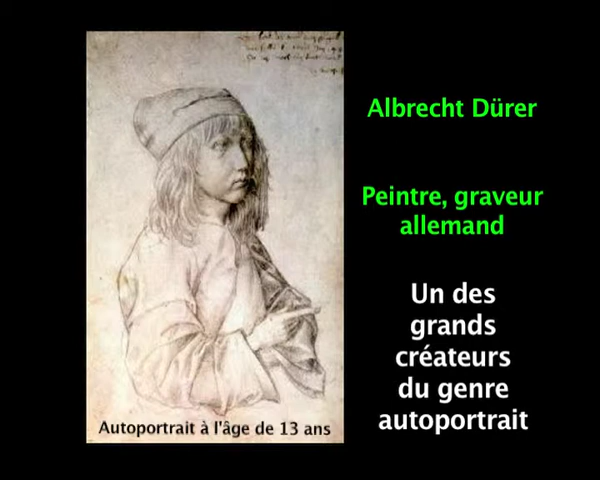 Albrecht Dürer
Peintre, graveur
allemand
Un des
grands
créateurs
du genre
autoportrait
Autoportrait à l'âge de 13 ans